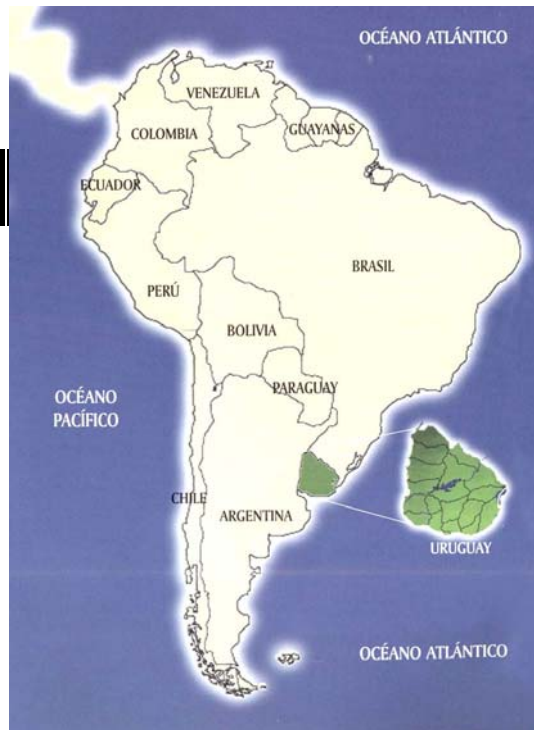 OCÉANO ATLÁNTICO
VENEZUELA
COLOMBIA
GUAYANAS
ECUADOR
BRASIL
PERÚ
BOLIVIA
PARAGUAY
OCÉANO
PACÍFICO
CHILE
ARGENTINA
URUGUAY
OCÉANO ATLÁNTICO